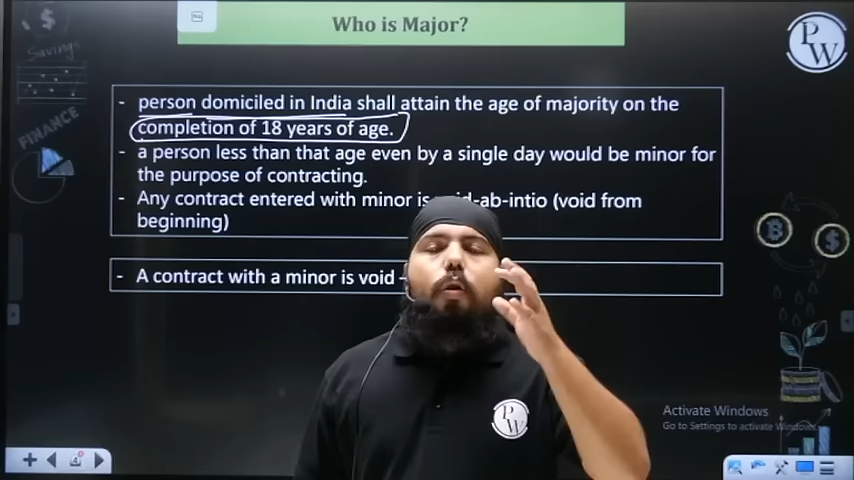 Who is Major?
Savings
FINANCE
PW
- person domiciled in India shall attain the age of majority on the
completion of 18 years of age.
- a person less than that age even by a single day would be minor for
the purpose of contracting.
- Any contract entered with minor is -ab-intio (void from
beginning)
- A contract with a minor is void -
PW
Activate Windows
Go to Settings to activate Windows.